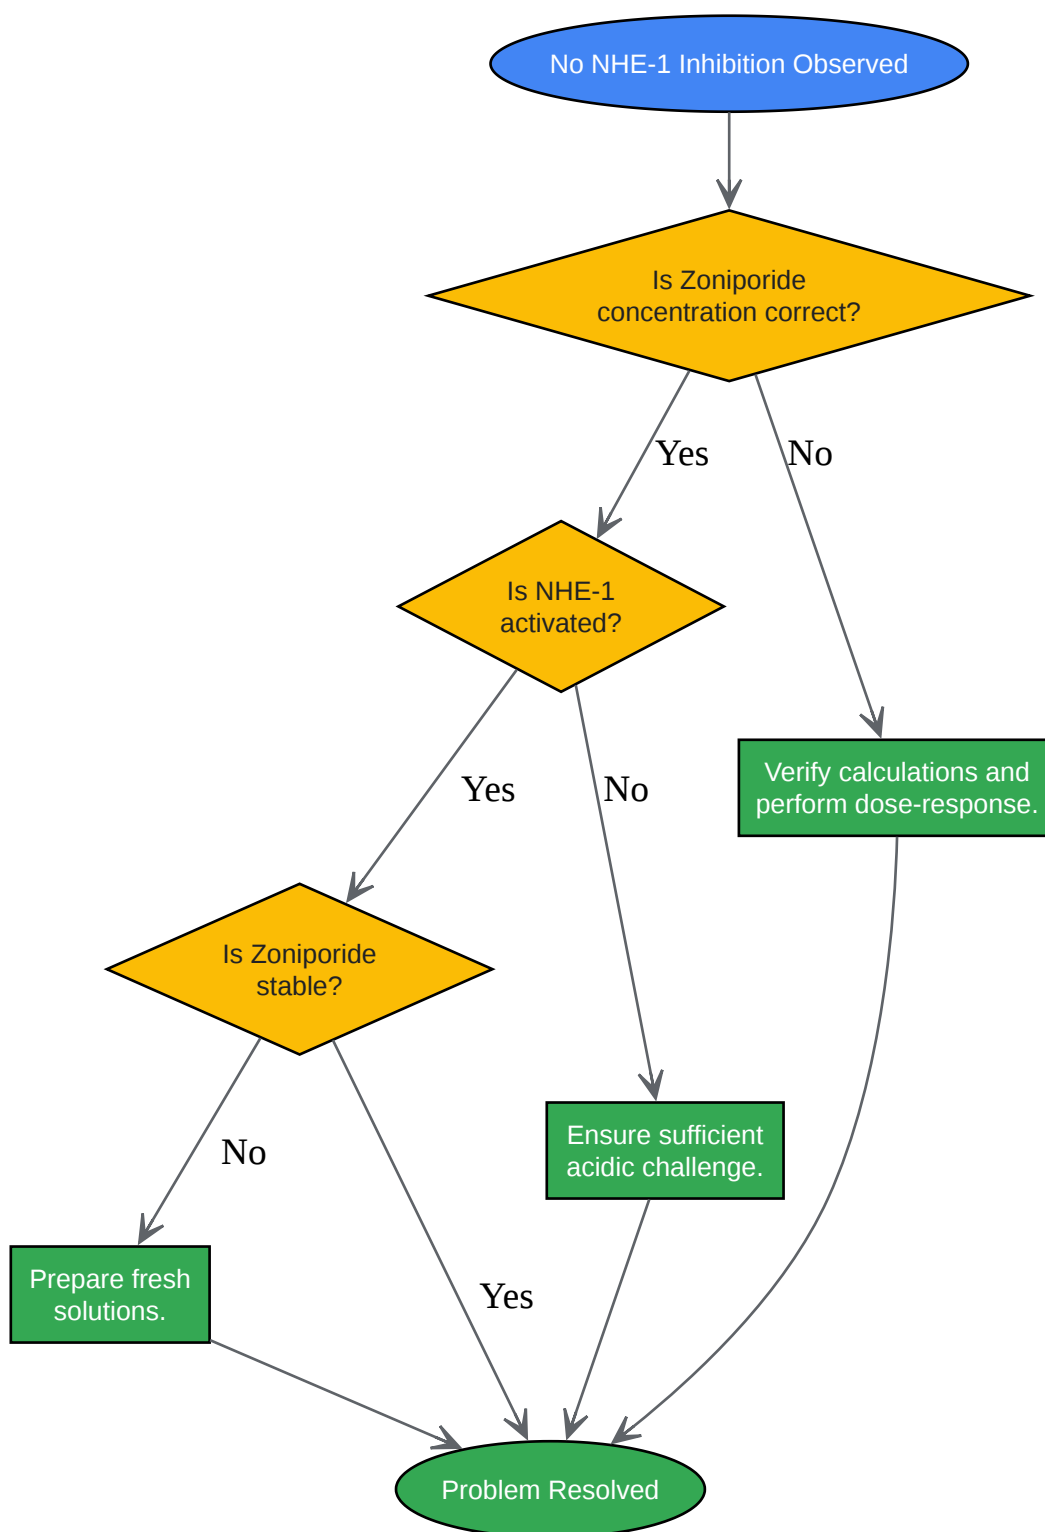 No NHE-1 Inhibition Observed
Is Zoniporide
concentration correct?
Yes
No
Is NHE-1
activated?
Verify calculations and
perform dose-response.
Yes
No
Is Zoniporide
stable?
Ensure sufficient
acidic challenge.
No
Prepare fresh
solutions.
Yes
Problem Resolved